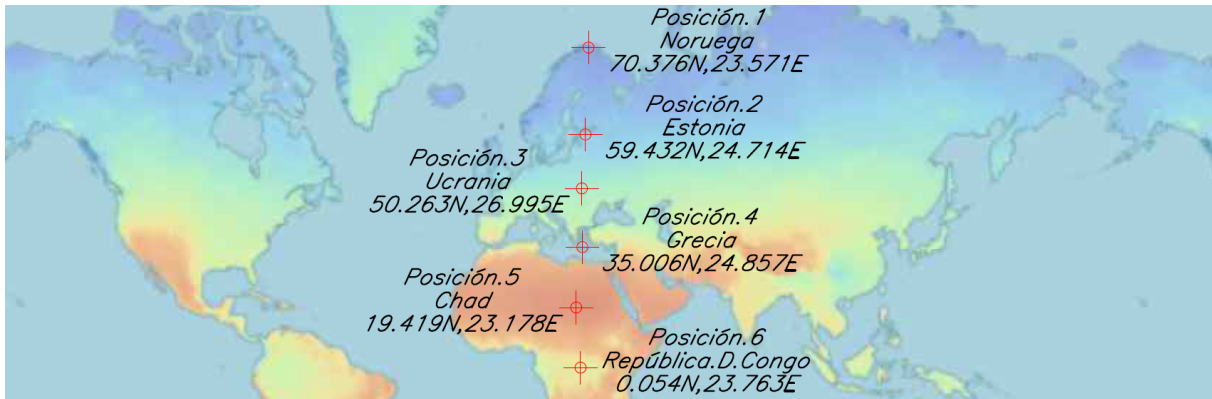 Posición.1
Noruega
70.376N,23.571E
Posición.2
Estonia
59.432N,24.714E
Posición.3
Ucrania
50.263N,26.995E
Posición.4
Grecia
35.006N,24.857E
Posición.5
Chad
19.419N,23.178E
Posición.6
República.D.Congo
0.054N,23.763E